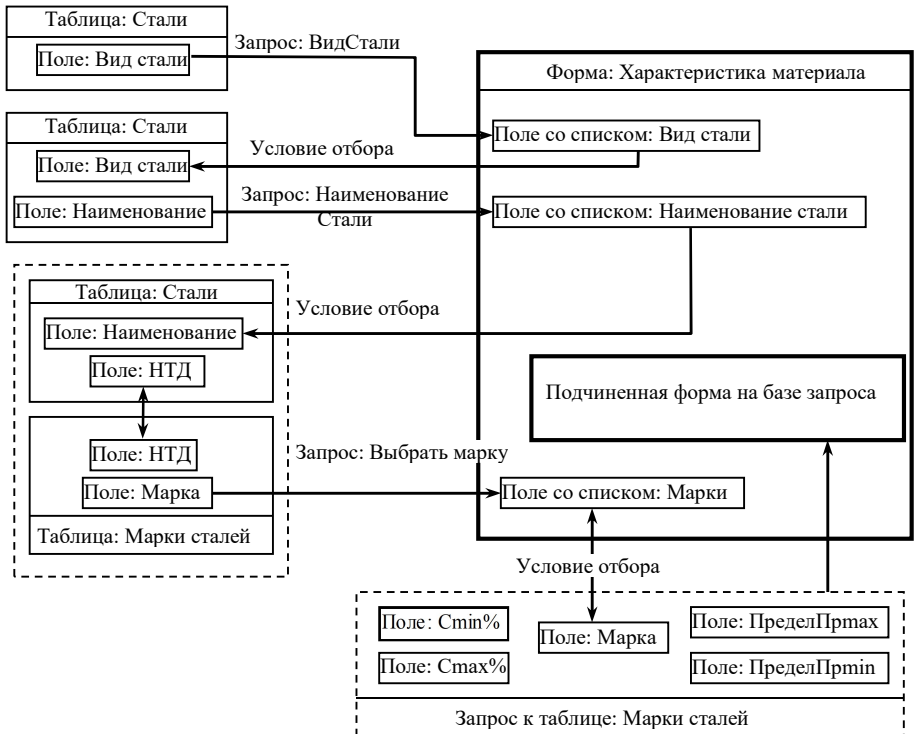 Таблица: Стали
Поле: Вид стали
Запрос: ВидСтали
Форма: Характеристика материала
Поле со списком: Вид стали
Таблица: Стали
Поле: Вид стали
Условие отбора
Поле: Наименование
Запрос: Наименование
Стали
Поле со списком: Наименование стали
Таблица: Стали
Условие отбора
Поле: Наименование
Поле: НТД
Подчиненная форма на базе запроса
Поле: НТД
Запрос: Выбрать марку
Поле: Марка
Поле со списком: Марки
Таблица: Марки сталей
Условие отбора
Поле: Cmin%
Поле: Марка
Поле: ПределПрmax
Поле: Cmax%
Поле: ПределПрmin
Запрос к таблице: Марки сталей